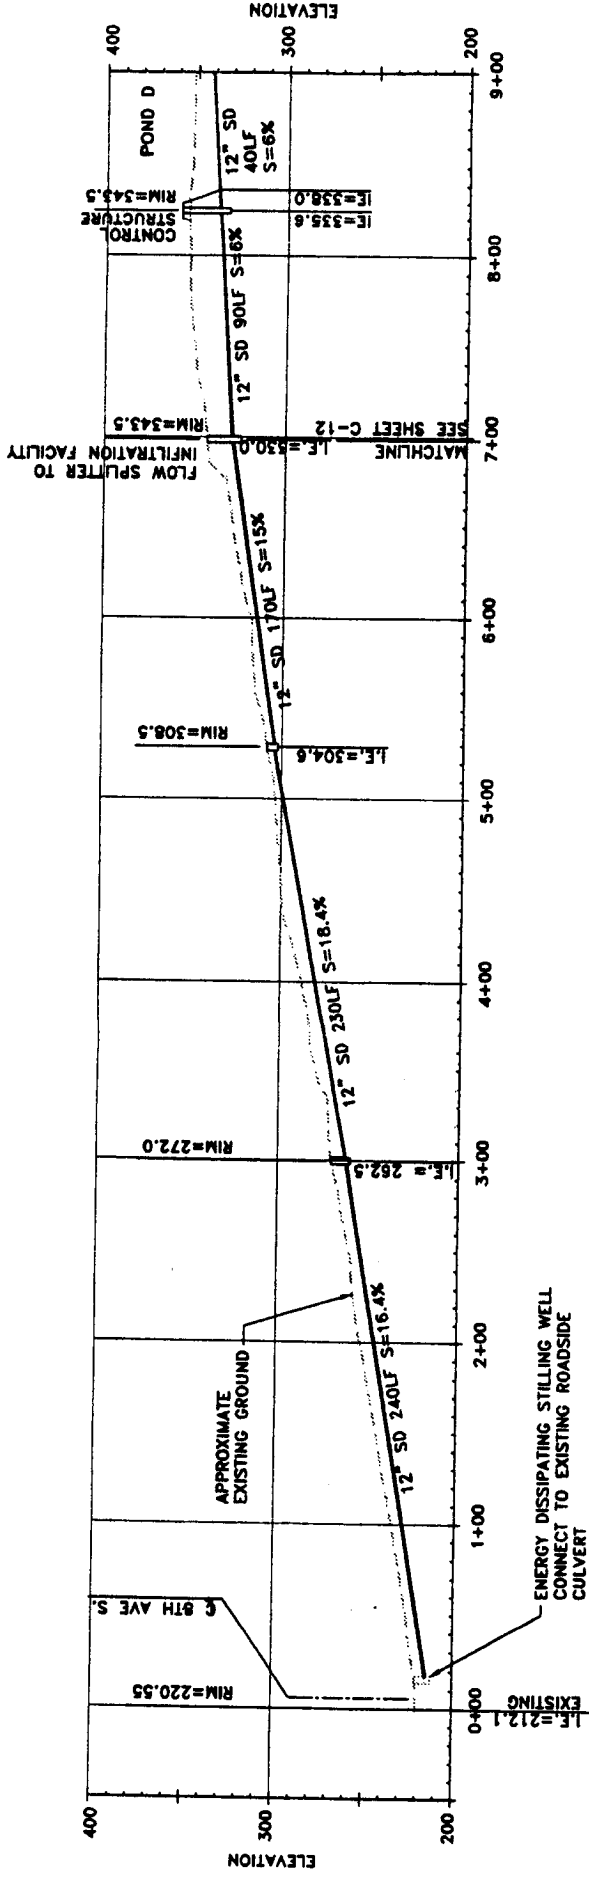 ELEVATION
400
300
200
EXISTING
I.E.=212.1
0+00
RIM=220.55
℄ 8TH AVE S.
ENERGY DISSIPATING STILLING WELL
CONNECT TO EXISTING ROADSIDE
CULVERT
1+00
12" SD 240LF S=16.4%
APPROXIMATE
EXISTING GROUND
2+00
RIM=272.0
I.E. = 262.5
3+00
12" SD 230LF S=18.4%
4+00
5+00
RIM=308.5
I.E.=304.6
12" SD 170LF S=15%
6+00
FLOW SPLITTER TO
INFILTRATION FACILITY
RIM=343.5
I.E.=330.0
MATCHLINE
SEE SHEET C-12
7+00
12" SD 90LF S=6%
8+00
CONTROL
STRUCTURE
RIM=343.5
IE=335.6
IE=338.0
12" SD
40LF
S=6%
POND D
9+00
400
300
200
ELEVATION